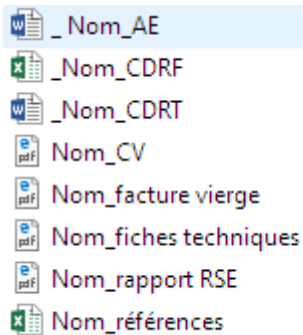 _ Nom_AE
_Nom_CDRF
_Nom_CDRT
Nom_CV
Nom_facture vierge
Nom_fiches techniques
Nom_rapport RSE
Nom_références